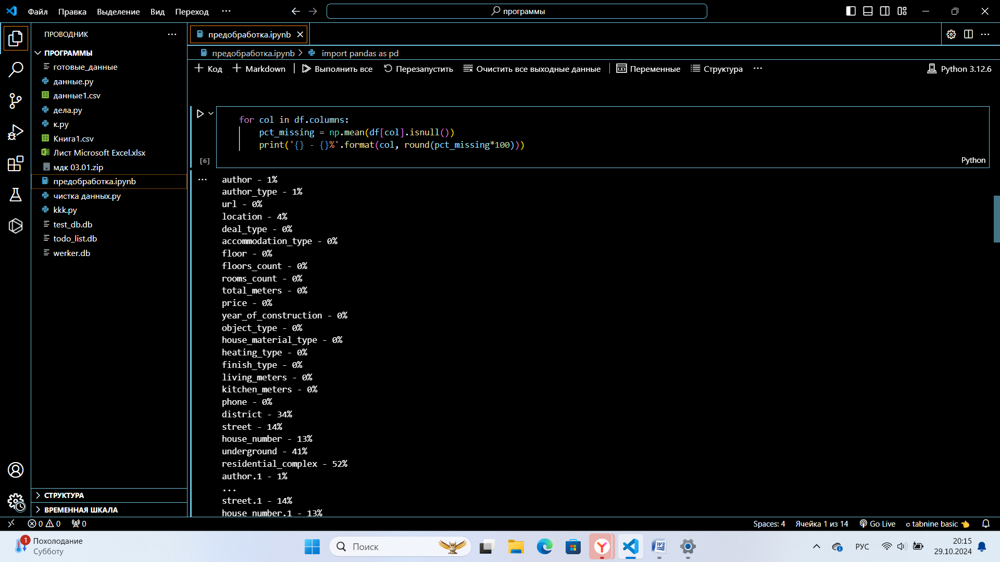 Файл Правка Выделение Вид Переход ··· программы
ПРОВОДНИК ···
ПРОГРАММЫ
готовые_данные
данные.py
данные1.csv
дела.py
к.py
Книга1.csv
Лист Microsoft Excel.xlsx
мдк 03.01.zip
предобработка.ipynb
чистка данных.py
kkk.py
test_db.db
todo_list.db
werker.db
СТРУКТУРА
ВРЕМЕННАЯ ШКАЛА
предобработка.ipynb
предобработка.ipynb > import pandas as pd
+ Код + Markdown | Выполнить все Перезапустить Очистить все выходные данные | Переменные Структура ··· Python 3.12.6
for col in df.columns:
pct_missing = np.mean(df[col].isnull())
print('{} - {}%'.format(col, round(pct_missing*100)))
[6]
Python
author - 1%
author_type - 1%
url - 0%
location - 4%
deal_type - 0%
accommodation_type - 0%
floor - 0%
floors_count - 0%
rooms_count - 0%
total_meters - 0%
price - 0%
year_of_construction - 0%
object_type - 0%
house_material_type - 0%
heating_type - 0%
finish_type - 0%
living_meters - 0%
kitchen_meters - 0%
phone - 0%
district - 34%
street - 14%
house_number - 13%
underground - 41%
residential_complex - 52%
author.1 - 1%
...
street.1 - 14%
house_number.1 - 13%
0 0 0 Spaces: 4 Ячейка 1 из 14 Go Live tabnine basic
1 Похолодание
Субботу
Поиск
РУС
20:15
29.10.2024